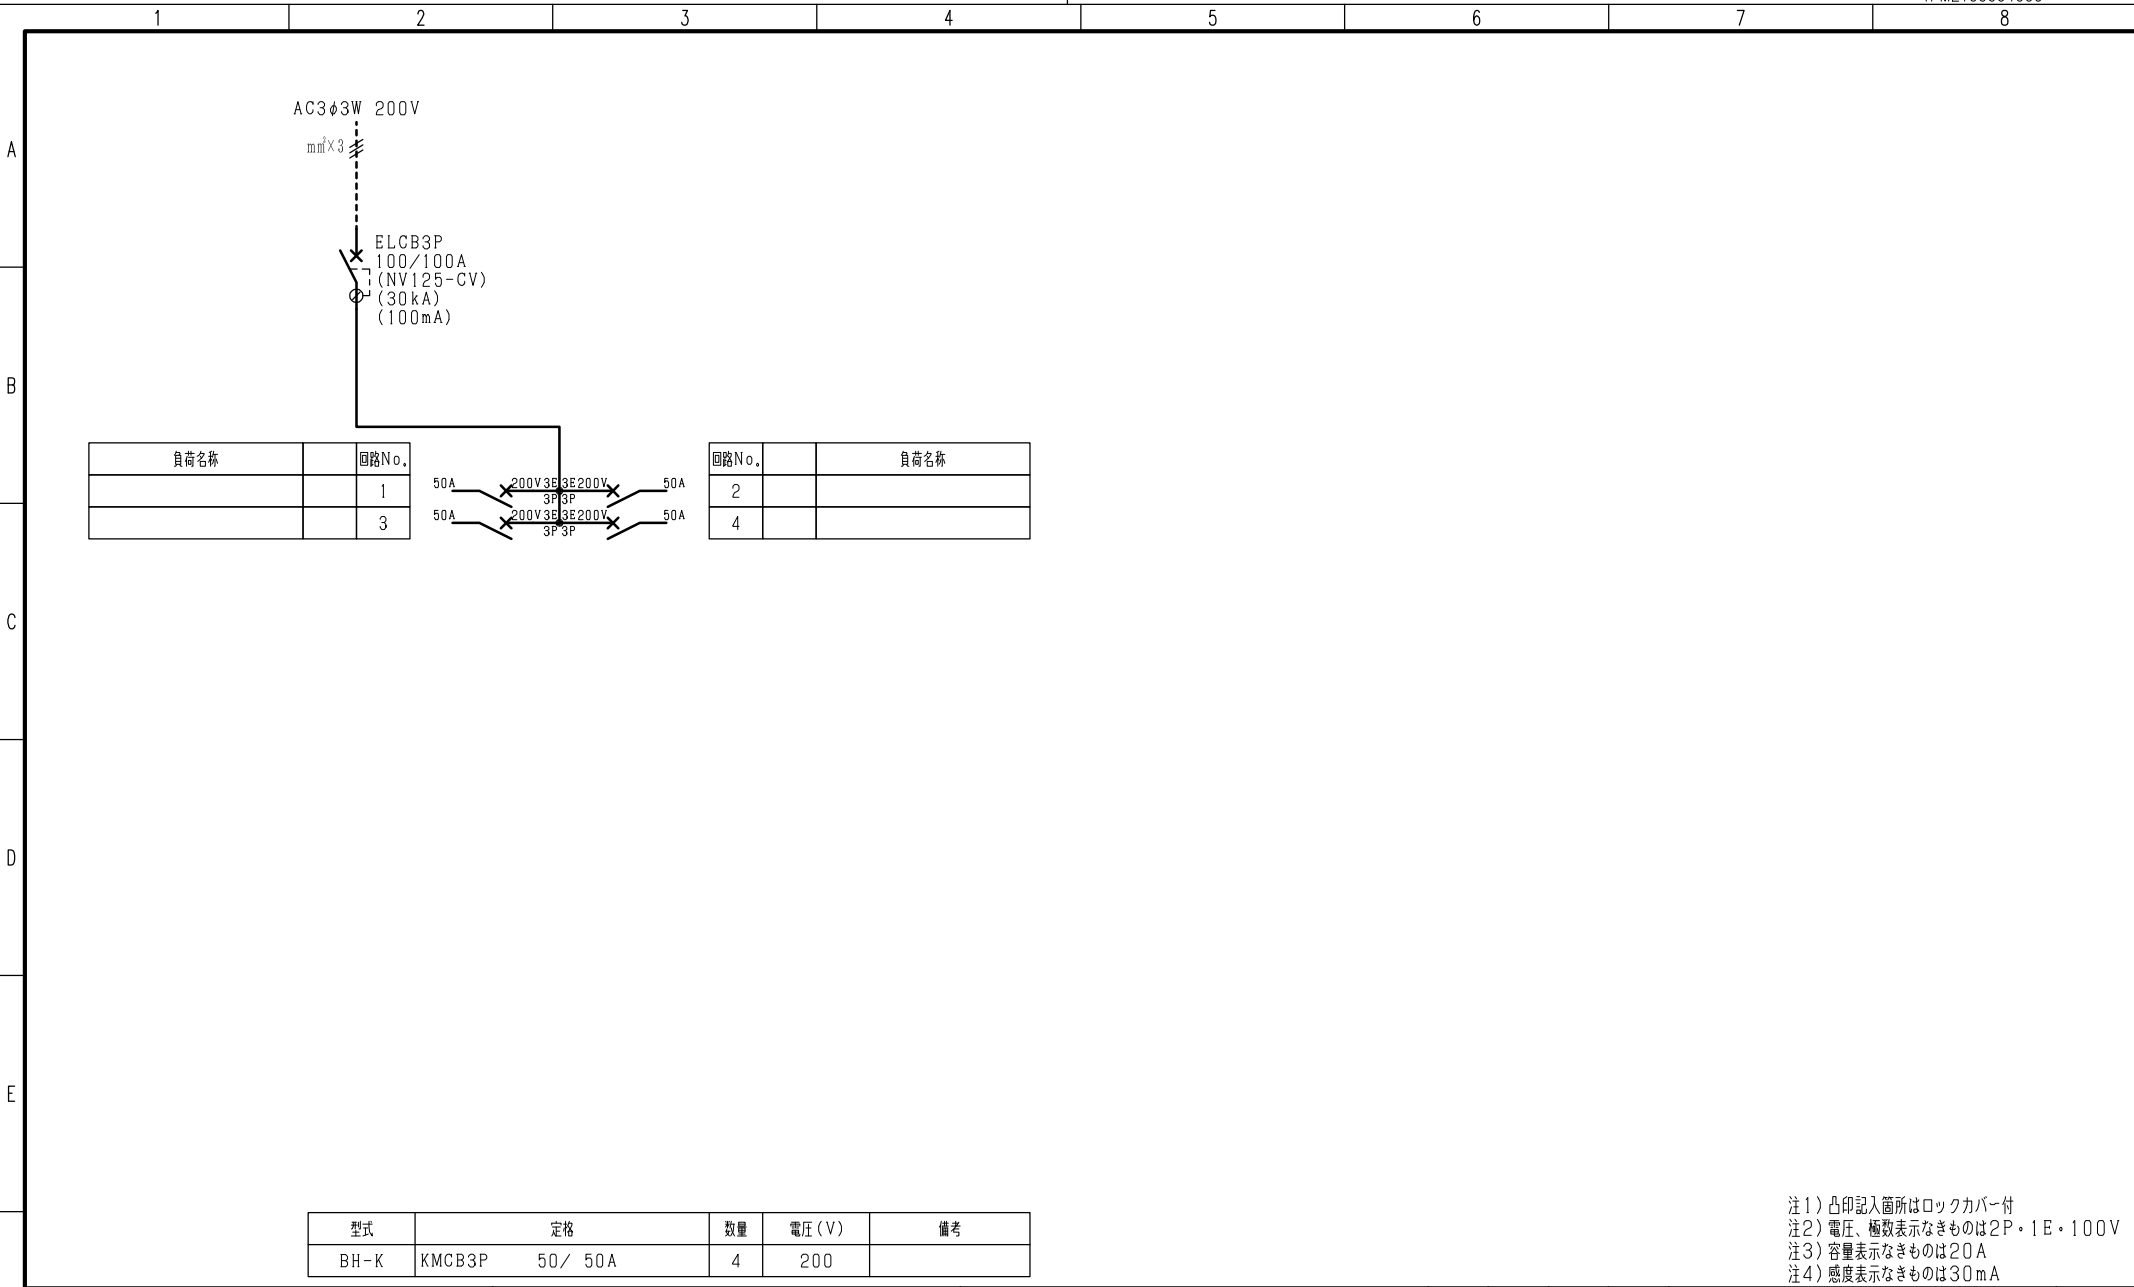 1 2 3 4 5 6 7 8
A
AC3φ3W 200V
mm²×3
ELCB3P
100/100A
(NV125-CV)
(30kA)
(100mA)
B
負荷名称 回路No. 回路No. 負荷名称
1 50A 200V 3E 3E 200V 50A 2
3P 3P
3 50A 200V 3E 3E 200V 50A 4
3P 3P
C
D
E
型式 定格 数量 電圧(V) 備考
BH-K KMCB3P 50/ 50A 4 200
注1)凸印記入箇所はロックカバー付
注2)電圧、極数表示なきものは2P・1E・100V
注3)容量表示なきものは20A
注4)感度表示なきものは30mA